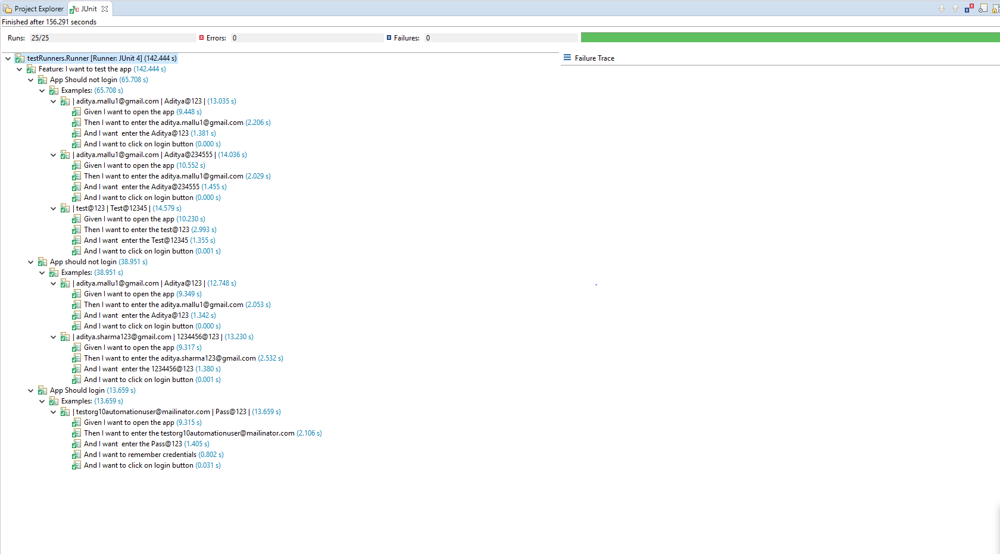 Project Explorer JUnit
Finished after 156.291 seconds
Runs: 25/25 Errors: 0 Failures: 0
testRunners.Runner [Runner: JUnit 4] (142.444 s)
Failure Trace
Feature: I want to test the app (142.444 s)
App Should not login (65.708 s)
Examples: (65.708 s)
| aditya.mallu1@gmail.com | Aditya@123 | (13.035 s)
Given I want to open the app (9.448 s)
Then I want to enter the aditya.mallu1@gmail.com (2.206 s)
And I want  enter the Aditya@123 (1.381 s)
And I want to click on login button (0.000 s)
| aditya.mallu1@gmail.com | Aditya@234555 | (14.036 s)
Given I want to open the app (10.552 s)
Then I want to enter the aditya.mallu1@gmail.com (2.029 s)
And I want  enter the Aditya@234555 (1.455 s)
And I want to click on login button (0.000 s)
| test@123 | Test@12345 | (14.579 s)
Given I want to open the app (10.230 s)
Then I want to enter the test@123 (2.993 s)
And I want  enter the Test@12345 (1.355 s)
And I want to click on login button (0.001 s)
App should not login (38.951 s)
Examples: (38.951 s)
| aditya.mallu1@gmail.com | Aditya@123 | (12.748 s)
Given I want to open the app (9.349 s)
Then I want to enter the aditya.mallu1@gmail.com (2.053 s)
And I want  enter the Aditya@123 (1.342 s)
And I want to click on login button (0.000 s)
| aditya.sharma123@gmail.com | 1234456@123 | (13.230 s)
Given I want to open the app (9.317 s)
Then I want to enter the aditya.sharma123@gmail.com (2.532 s)
And I want  enter the 1234456@123 (1.380 s)
And I want to click on login button (0.001 s)
App Should login (13.659 s)
Examples: (13.659 s)
| testorg10automationuser@mailinator.com | Pass@123 | (13.659 s)
Given I want to open the app (9.315 s)
Then I want to enter the testorg10automationuser@mailinator.com (2.106 s)
And I want  enter the Pass@123 (1.405 s)
And I want to remember credentials (0.802 s)
And I want to click on login button (0.031 s)